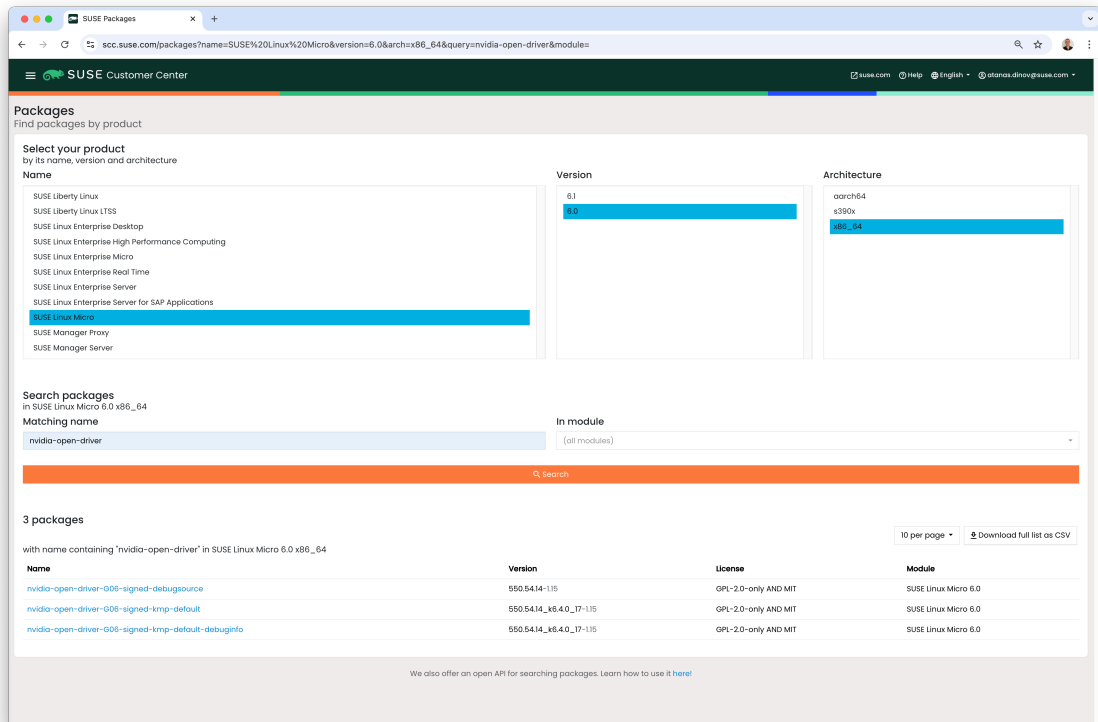 SUSE Packages
scc.suse.com/packages?name=SUSE%20Linux%20Micro&version=6.0&arch=x86_64&query=nvidia-open-driver&module=
SUSE Customer Center
suse.com Help English atanas.dinov@suse.com
Packages
Find packages by product
Select your product
by its name, version and architecture
Name Version Architecture
SUSE Liberty Linux 6.1 aarch64
SUSE Liberty Linux LTSS 6.0 s390x
SUSE Linux Enterprise Desktop x86_64
SUSE Linux Enterprise High Performance Computing
SUSE Linux Enterprise Micro
SUSE Linux Enterprise Real Time
SUSE Linux Enterprise Server
SUSE Linux Enterprise Server for SAP Applications
SUSE Linux Micro
SUSE Manager Proxy
SUSE Manager Server
Search packages
in SUSE Linux Micro 6.0 x86_64
Matching name In module
nvidia-open-driver (all modules)
Search
3 packages
10 per page Download full list as CSV
with name containing "nvidia-open-driver" in SUSE Linux Micro 6.0 x86_64
Name Version License Module
nvidia-open-driver-G06-signed-debugsource 550.54.14-1.15 GPL-2.0-only AND MIT SUSE Linux Micro 6.0
nvidia-open-driver-G06-signed-kmp-default 550.54.14_k6.4.0_17-1.15 GPL-2.0-only AND MIT SUSE Linux Micro 6.0
nvidia-open-driver-G06-signed-kmp-default-debuginfo 550.54.14_k6.4.0_17-1.15 GPL-2.0-only AND MIT SUSE Linux Micro 6.0
We also offer an open API for searching packages. Learn how to use it here!